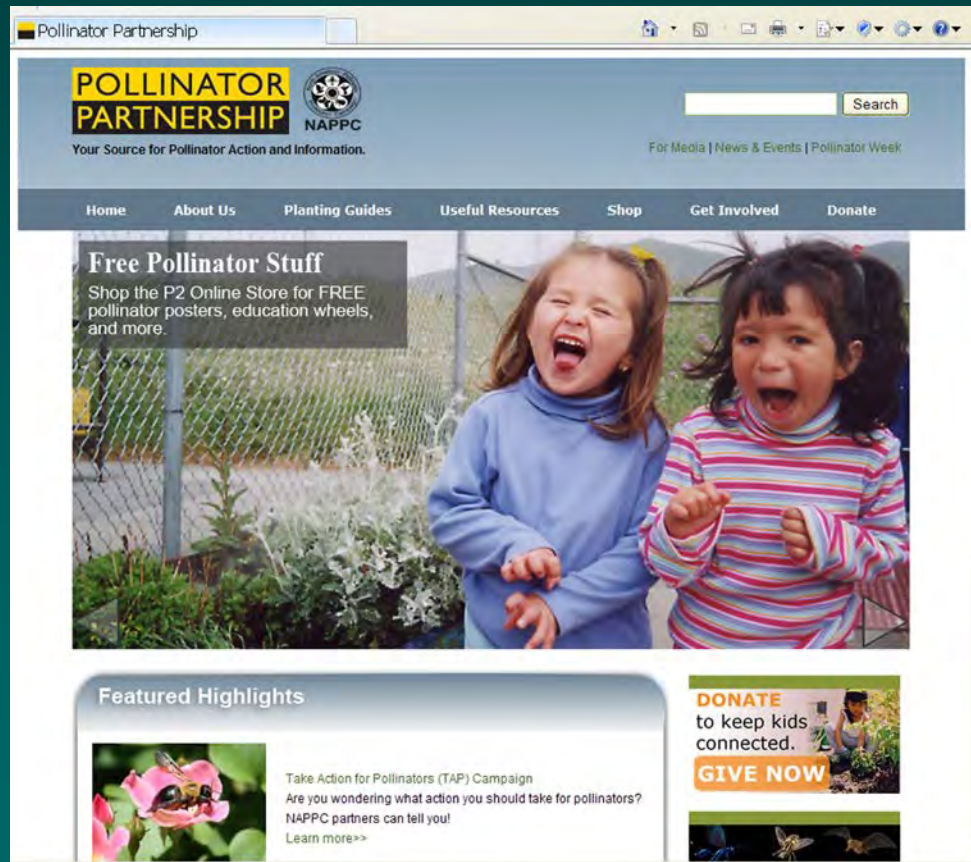 Pollinator Partnership
POLLINATOR
PARTNERSHIP
NAPPC
Your Source for Pollinator Action and Information.
Search
For Media | News & Events | Pollinator Week
Home About Us Planting Guides Useful Resources Shop Get Involved Donate
Free Pollinator Stuff
Shop the P2 Online Store for FREE
pollinator posters, education wheels,
and more.
Featured Highlights
Take Action for Pollinators (TAP) Campaign
Are you wondering what action you should take for pollinators?
NAPPC partners can tell you!
Learn more>>
DONATE
to keep kids
connected.
GIVE NOW